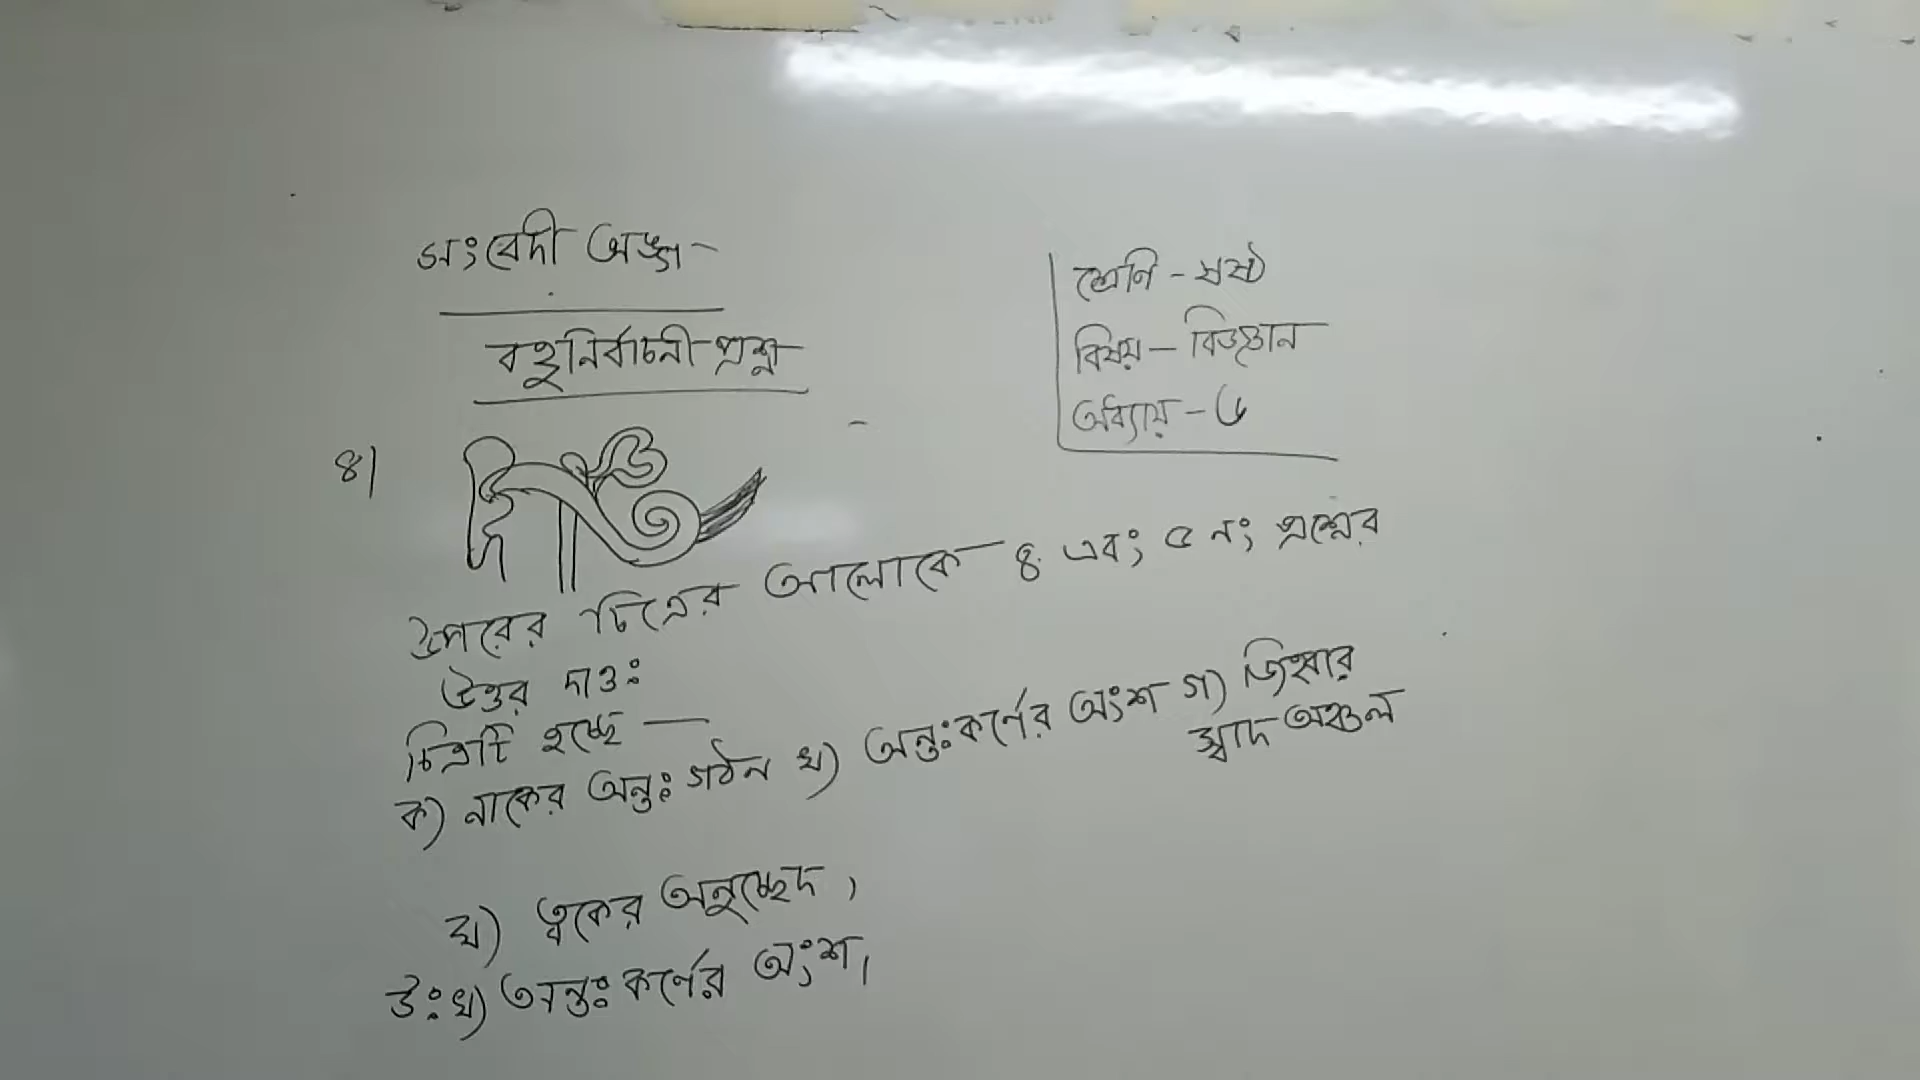 সংবেদী অঙ্গ
বহুনির্বাচনী প্রশ্ন
শ্রেণি - ষষ্ঠ
বিষয় - বিজ্ঞান
অধ্যায় - ৬
৪।
উপরের চিত্রের আলোকে ৪ এবং ৫ নং প্রশ্নের
উত্তর দাওঃ
চিত্রটি হচ্ছে —
ক) নাকের অন্তঃগঠন খ) অন্তঃকর্ণের অংশ গ) জিহ্বার
স্বাদ অঞ্চল
ঘ) ত্বকের অনুচ্ছেদ।
উঃ খ) অন্তঃকর্ণের অংশ।